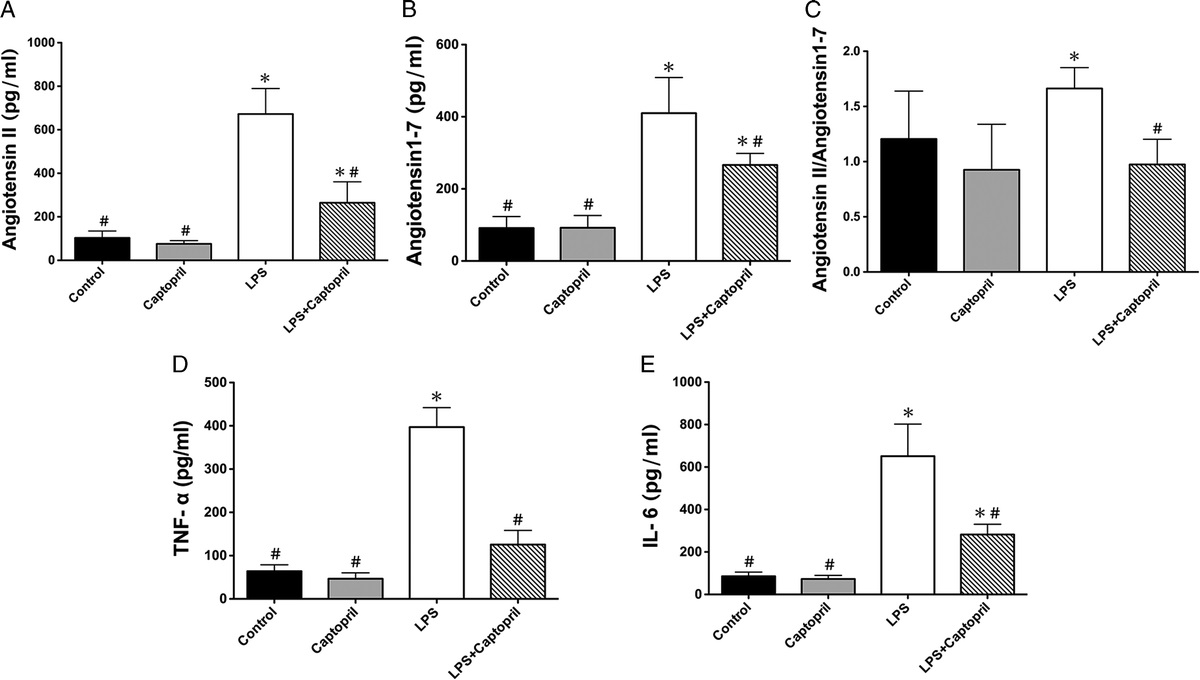 A
Angiotensin II (pg/ml)
1000
800
600
400
200
0
#
#
*
*#
Control
Captopril
LPS
LPS+Captopril
B
Angiotensin1-7 (pg/ml)
600
400
200
0
#
#
*
*#
Control
Captopril
LPS
LPS+Captopril
C
Angiotensin II/Angiotensin1-7
2.0
1.5
1.0
0.5
0.0
*
#
Control
Captopril
LPS
LPS+Captopril
D
TNF- α (pg/ml)
500
400
300
200
100
0
#
#
*
#
Control
Captopril
LPS
LPS+Captopril
E
IL- 6 (pg/ml)
1000
800
600
400
200
0
#
#
*
*#
Control
Captopril
LPS
LPS+Captopril